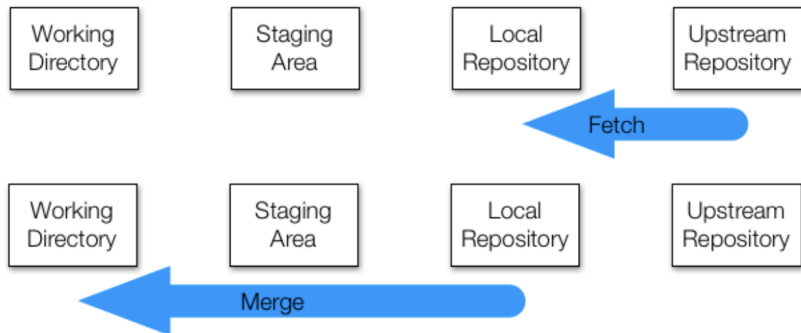 Working
Directory
Staging
Area
Local
Repository
Upstream
Repository
Fetch
Working
Directory
Staging
Area
Local
Repository
Upstream
Repository
Merge